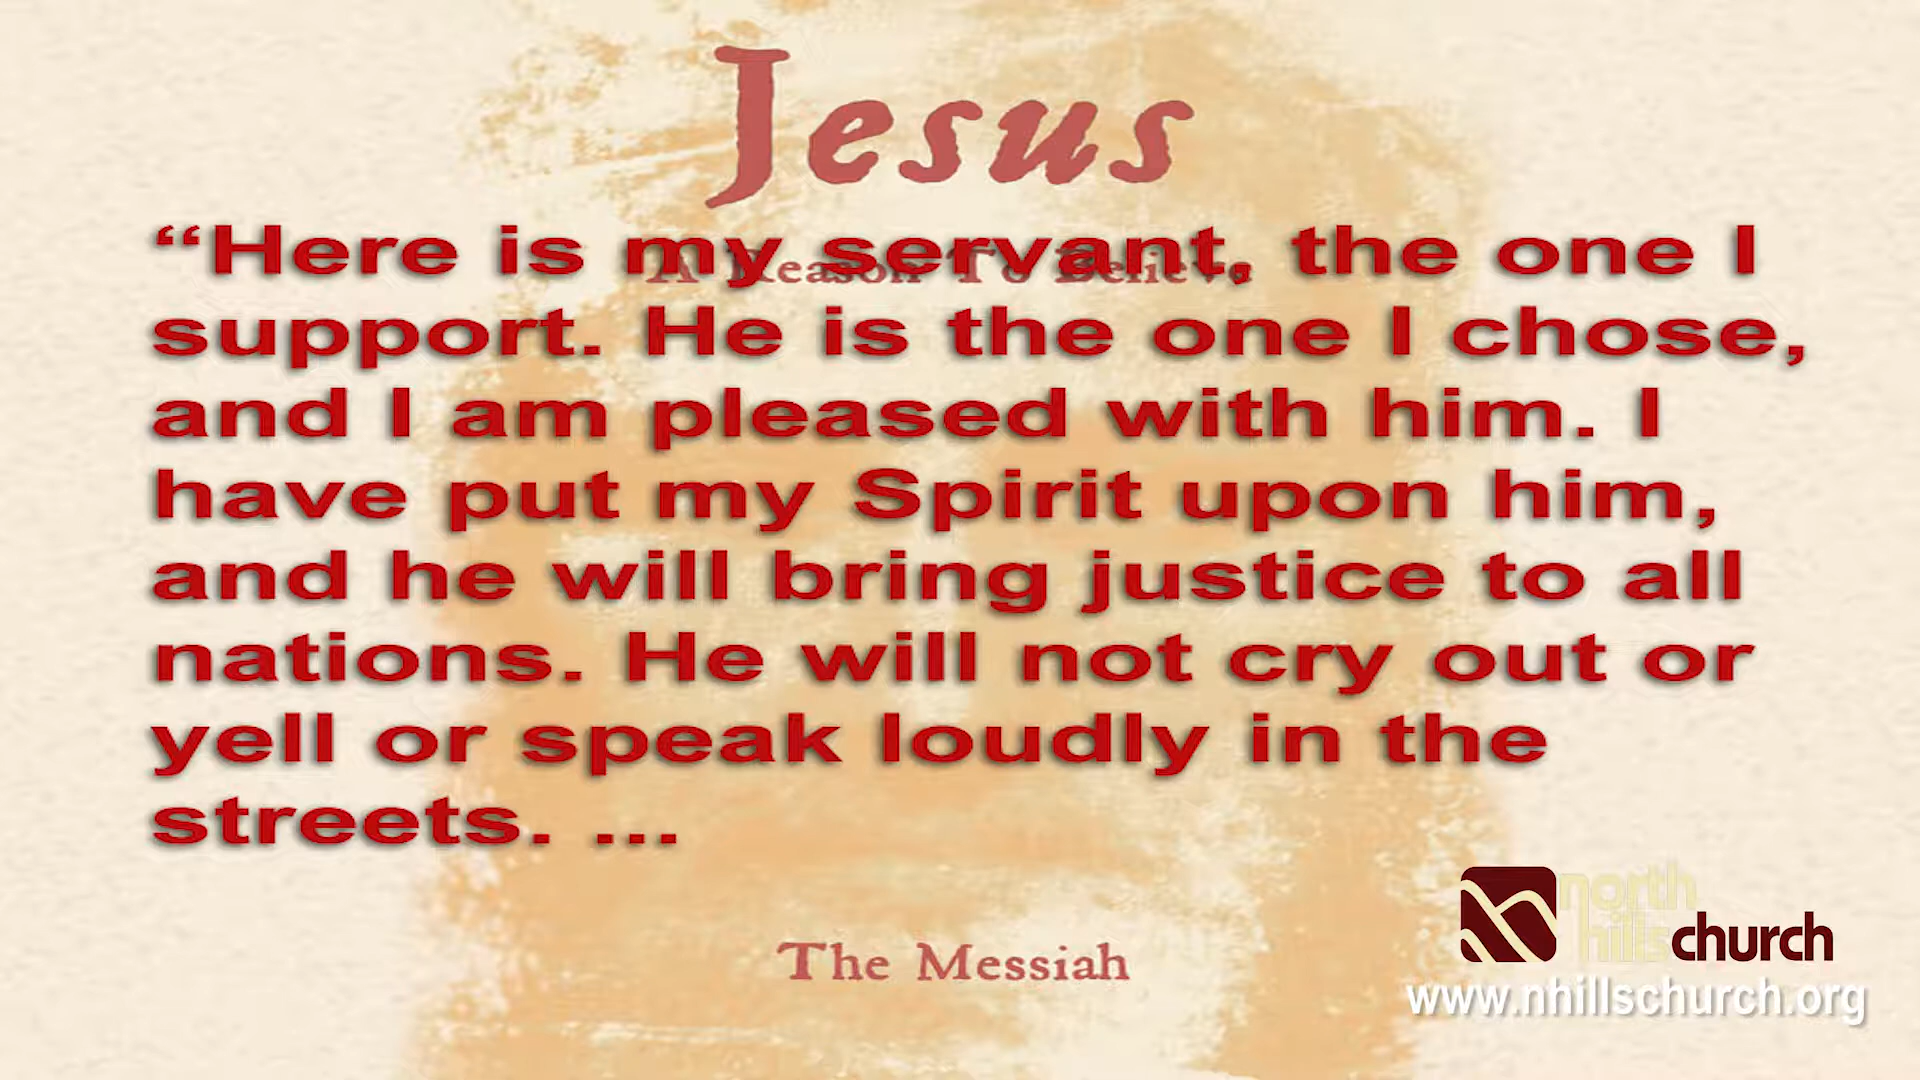 Jesus
A Reason To Believe
“Here is my servant, the one I
support. He is the one I chose,
and I am pleased with him. I
have put my Spirit upon him,
and he will bring justice to all
nations. He will not cry out or
yell or speak loudly in the
streets. ...
The Messiah
north
hillschurch
www.nhillschurch.org